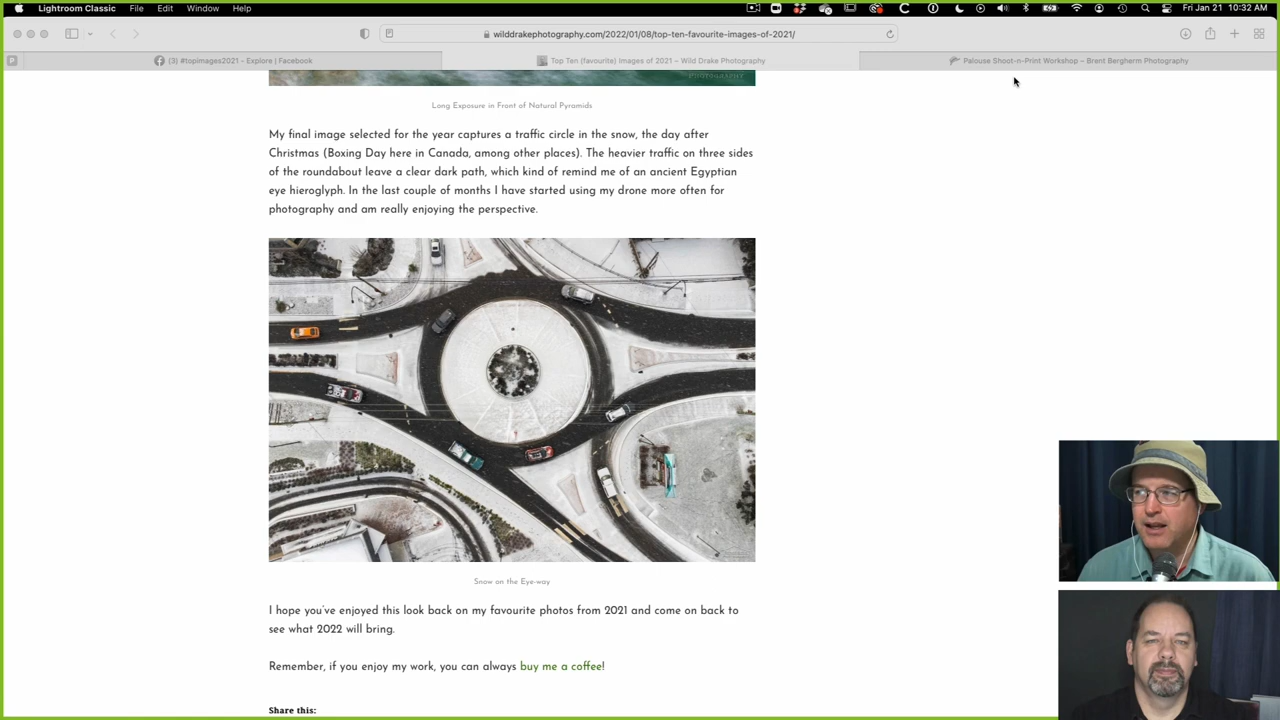 Lightroom Classic File Edit Window Help Fri Jan 21 10:32 AM
wilddrakephotography.com/2022/01/08/top-ten-favourite-images-of-2021/
P (3) #topimages2021 - Explore | Facebook Top Ten (favourite) Images of 2021 – Wild Drake Photography Palouse Shoot-n-Print Workshop – Brent Bergherm Photography
PHOTOGRAPHY
Long Exposure in Front of Natural Pyramids
My final image selected for the year captures a traffic circle in the snow, the day after
Christmas (Boxing Day here in Canada, among other places). The heavier traffic on three sides
of the roundabout leave a clear dark path, which kind of remind me of an ancient Egyptian
eye hieroglyph. In the last couple of months I have started using my drone more often for
photography and am really enjoying the perspective.
Snow on the Eye-way
I hope you've enjoyed this look back on my favourite photos from 2021 and come on back to
see what 2022 will bring.
Remember, if you enjoy my work, you can always buy me a coffee!
Share this: